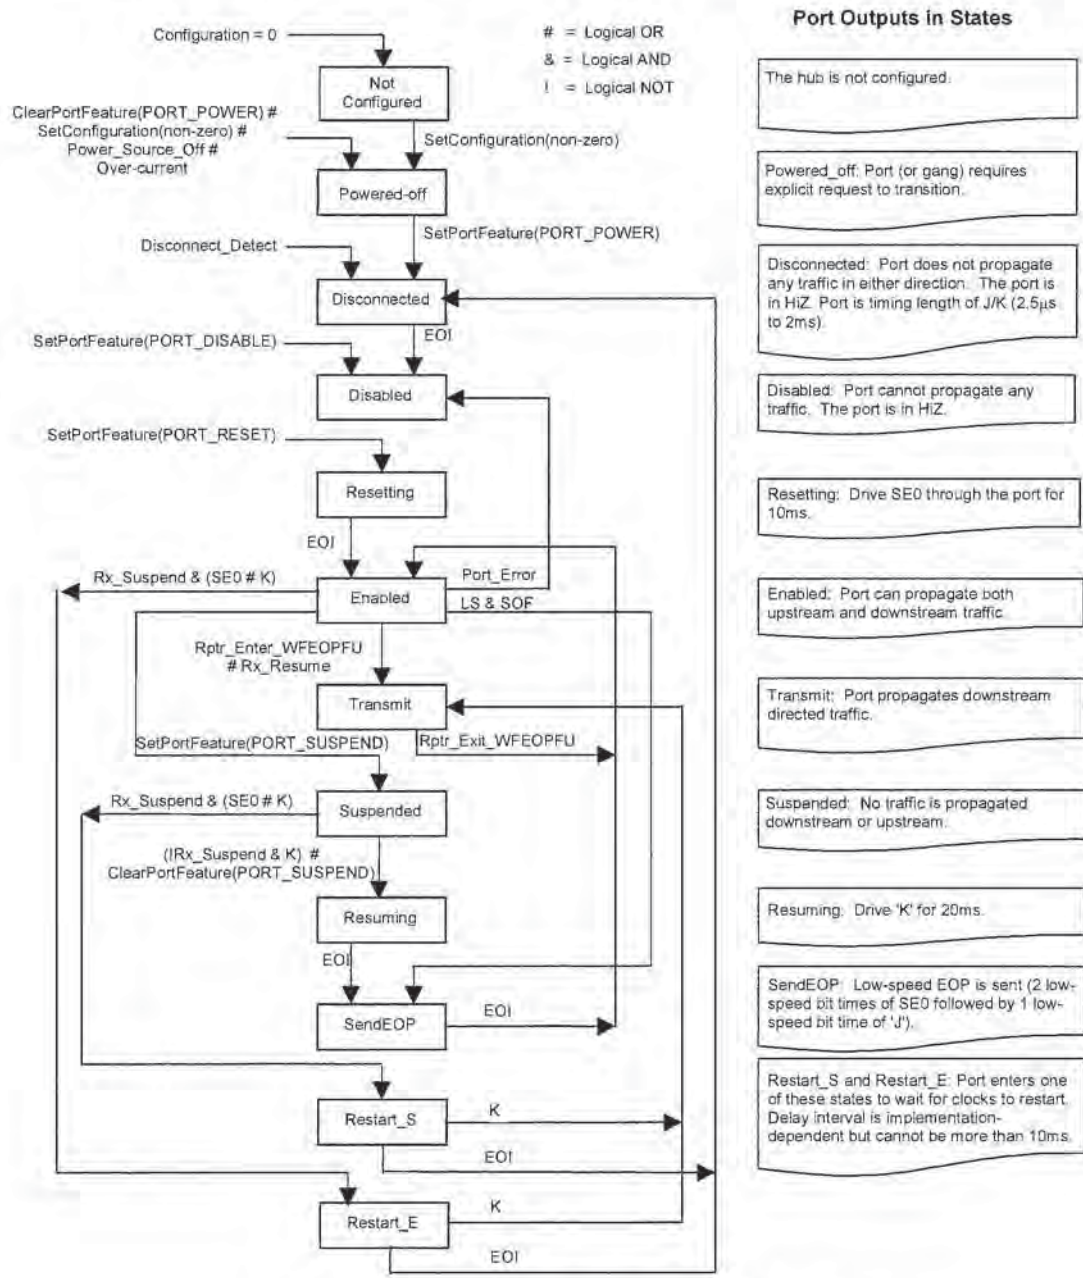 Port Outputs in States
Configuration = 0
# = Logical OR
& = Logical AND
! = Logical NOT
Not
Configured
ClearPortFeature(PORT_POWER) #
SetConfiguration(non-zero) #
Power_Source_Off #
Over-current
SetConfiguration(non-zero)
Powered-off
SetPortFeature(PORT_POWER)
Disconnect_Detect
Disconnected
EOI
SetPortFeature(PORT_DISABLE)
Disabled
SetPortFeature(PORT_RESET)
Resetting
EOI
Rx_Suspend & (SE0 # K)
Port_Error
Enabled
LS & SOF
Rptr_Enter_WFEOPFU
# Rx_Resume
Transmit
SetPortFeature(PORT_SUSPEND)
Rptr_Exit_WFEOPFU
Rx_Suspend & (SE0 # K)
Suspended
(!Rx_Suspend & K) #
ClearPortFeature(PORT_SUSPEND)
Resuming
EOI
SendEOP
EOI
Restart_S
K
EOI
Restart_E
K
EOI
The hub is not configured.
Powered_off: Port (or gang) requires
explicit request to transition.
Disconnected: Port does not propagate
any traffic in either direction. The port is
in HiZ. Port is timing length of J/K (2.5µs
to 2ms).
Disabled: Port cannot propagate any
traffic. The port is in HiZ.
Resetting: Drive SE0 through the port for
10ms.
Enabled: Port can propagate both
upstream and downstream traffic
Transmit: Port propagates downstream
directed traffic.
Suspended: No traffic is propagated
downstream or upstream.
Resuming: Drive 'K' for 20ms.
SendEOP: Low-speed EOP is sent (2 low-
speed bit times of SE0 followed by 1 low-
speed bit time of 'J').
Restart_S and Restart_E: Port enters one
of these states to wait for clocks to restart.
Delay interval is implementation-
dependent but cannot be more than 10ms.